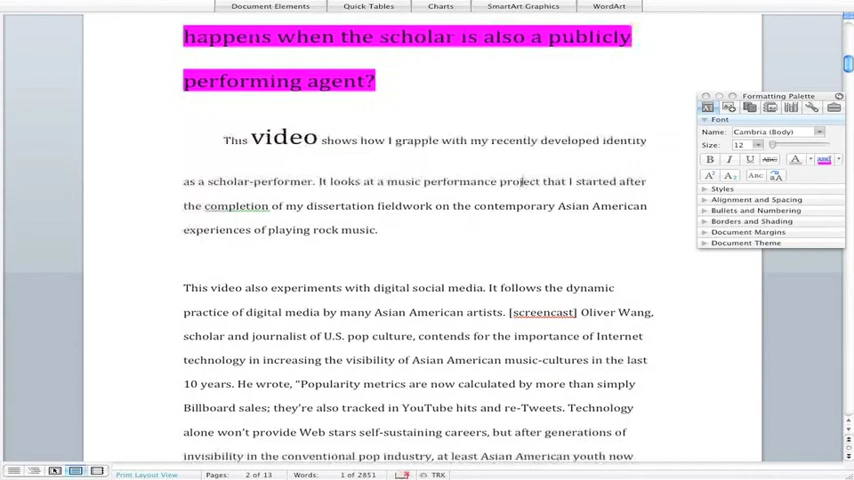 Document Elements Quick Tables Charts SmartArt Graphics WordArt
happens when the scholar is also a publicly
performing agent?
This video shows how I grapple with my recently developed identity
as a scholar-performer. It looks at a music performance project that I started after
the completion of my dissertation fieldwork on the contemporary Asian American
experiences of playing rock music.
This video also experiments with digital social media. It follows the dynamic
practice of digital media by many Asian American artists. [screencast] Oliver Wang,
scholar and journalist of U.S. pop culture, contends for the importance of Internet
technology in increasing the visibility of Asian American music-cultures in the last
10 years. He wrote, “Popularity metrics are now calculated by more than simply
Billboard sales; they’re also tracked in YouTube hits and re-Tweets. Technology
alone won’t provide Web stars self-sustaining careers, but after generations of
invisibility in the conventional pop industry, at least Asian American youth now
Formatting Palette
Font
Name: Cambria (Body)
Size: 12
B I U ABC A ABC
A² A₂ Abc aA
Styles
Alignment and Spacing
Bullets and Numbering
Borders and Shading
Document Margins
Document Theme
Print Layout View Pages: 2 of 13 Words: 1 of 2851 TRK